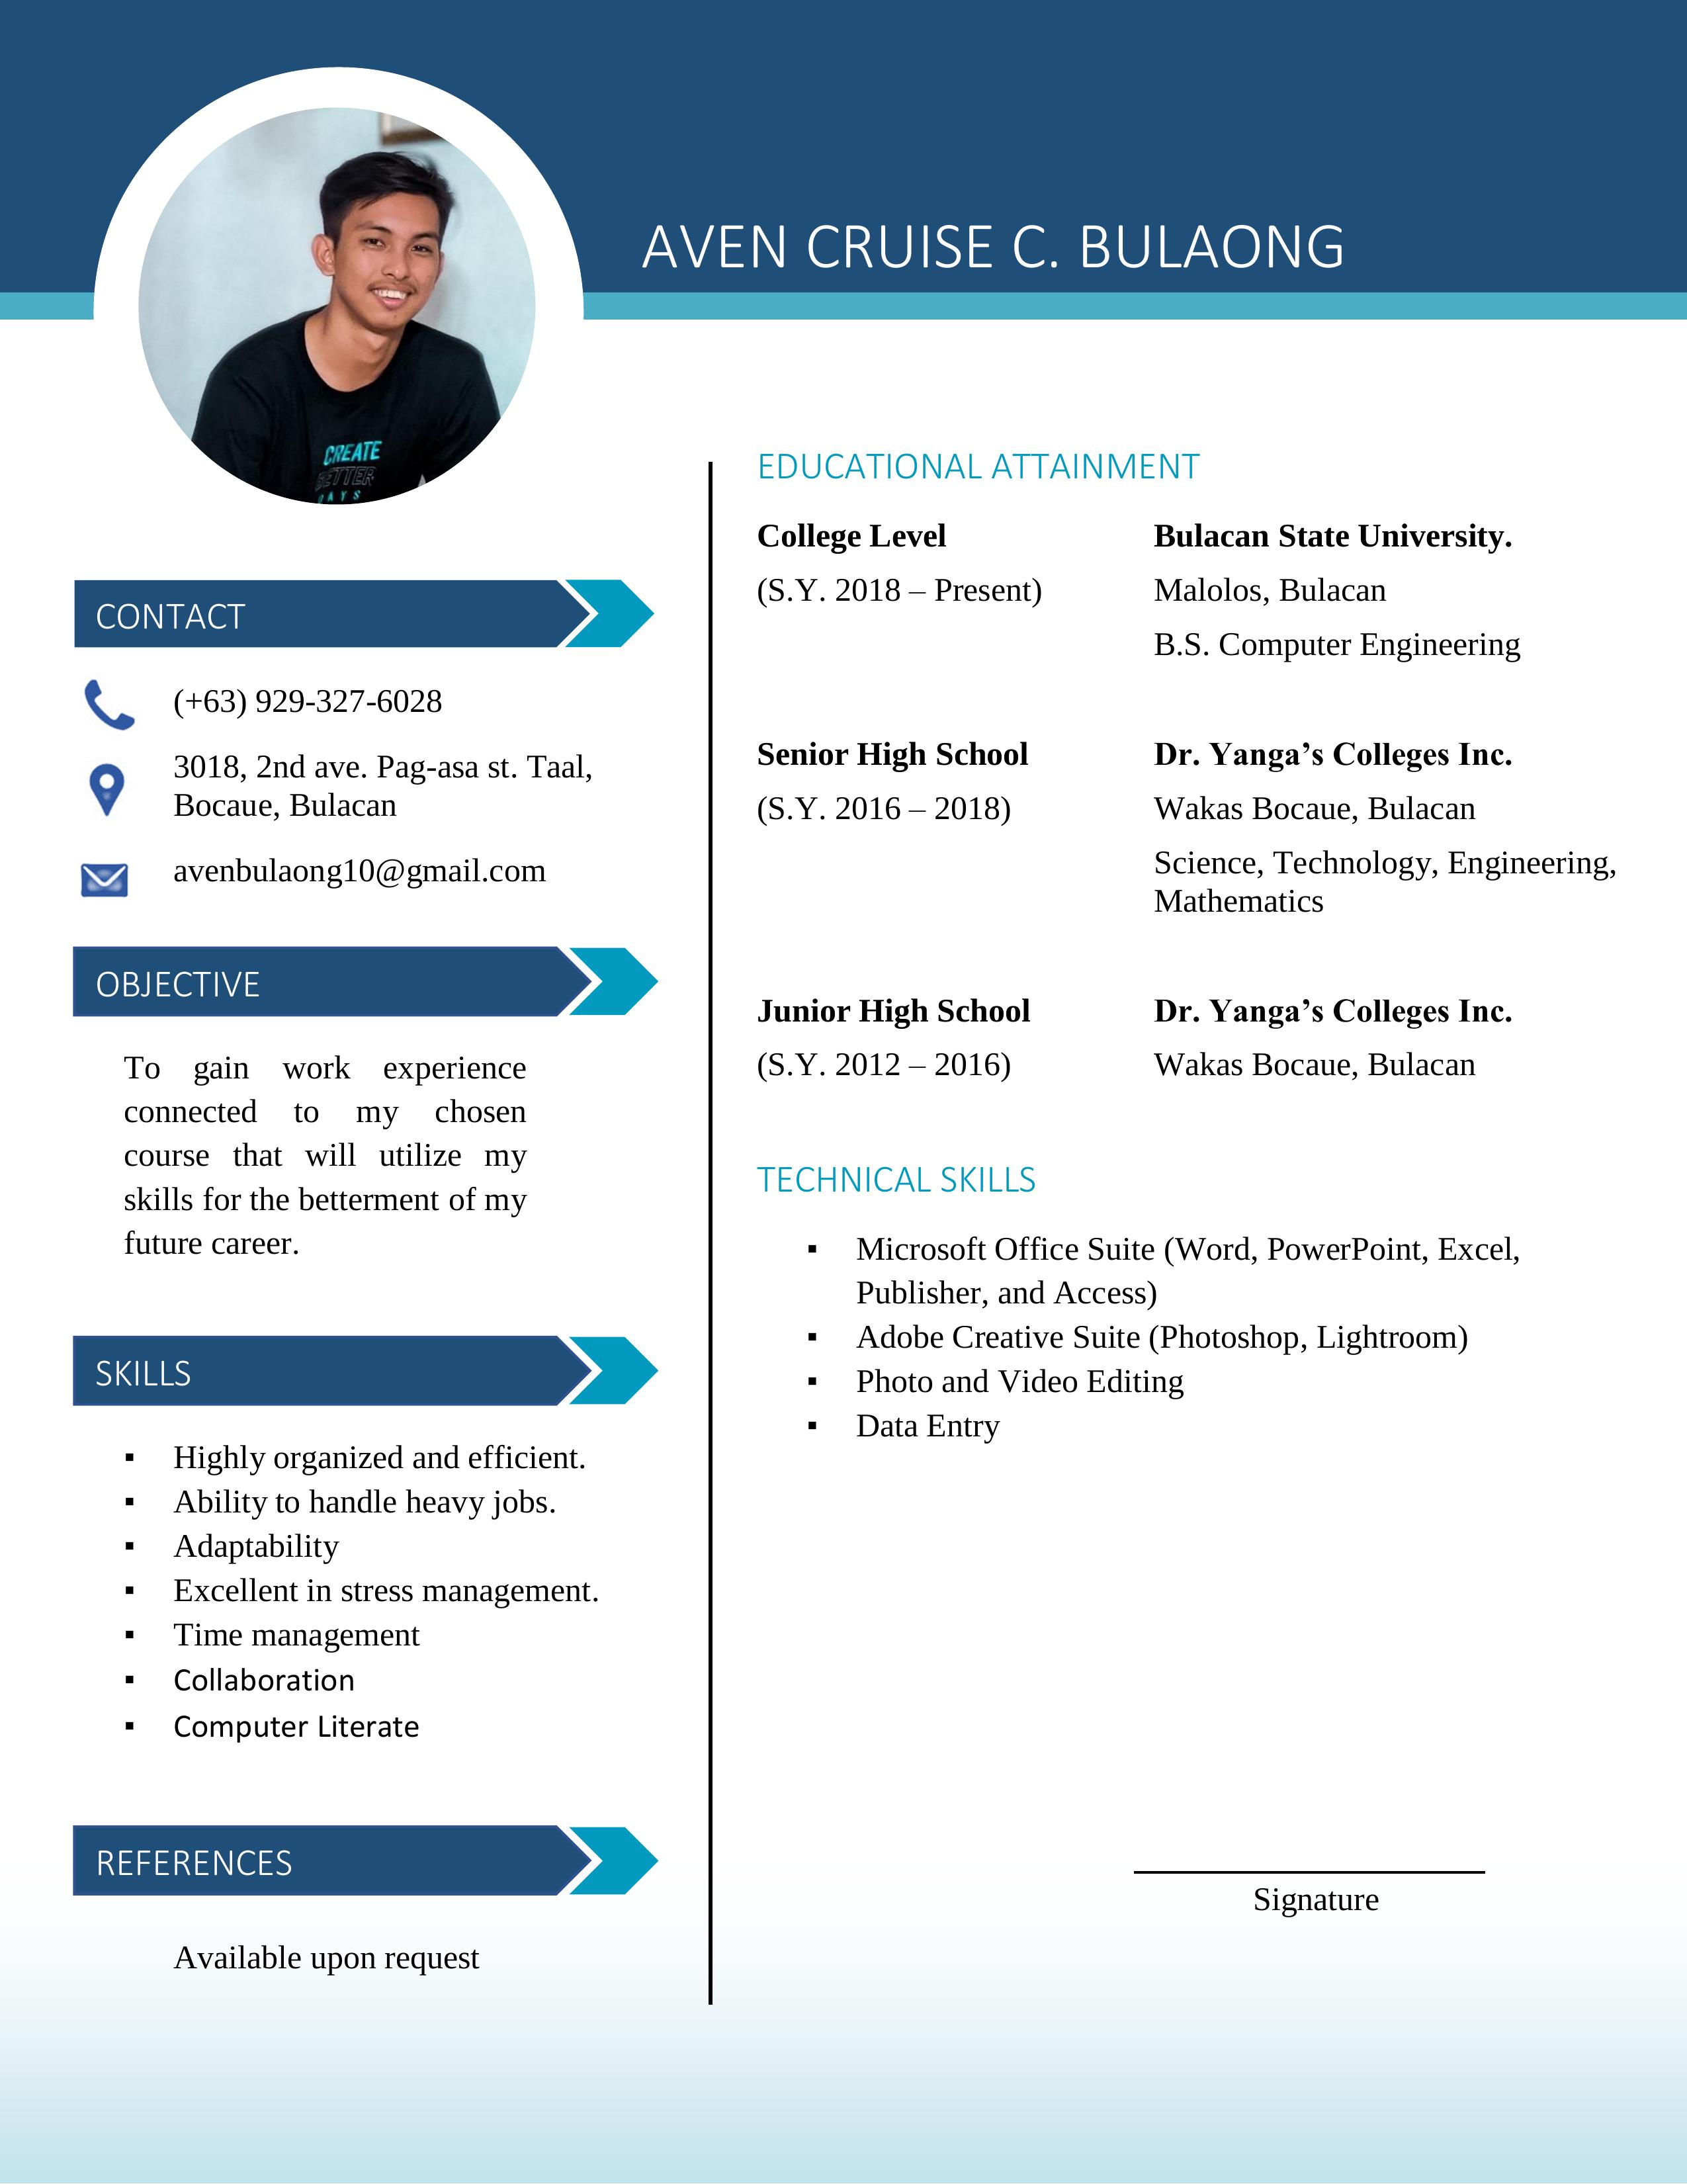 AVEN CRUISE C. BULAONG
CREATE
BETTER
DAYS
CONTACT
(+63) 929-327-6028
3018, 2nd ave. Pag-asa st. Taal,
Bocaue, Bulacan
avenbulaong10@gmail.com
OBJECTIVE
To gain work experience
connected to my chosen
course that will utilize my
skills for the betterment of my
future career.
SKILLS
▪ Highly organized and efficient.
▪ Ability to handle heavy jobs.
▪ Adaptability
▪ Excellent in stress management.
▪ Time management
▪ Collaboration
▪ Computer Literate
REFERENCES
Available upon request
EDUCATIONAL ATTAINMENT
College Level Bulacan State University.
(S.Y. 2018 – Present) Malolos, Bulacan
B.S. Computer Engineering
Senior High School Dr. Yanga’s Colleges Inc.
(S.Y. 2016 – 2018) Wakas Bocaue, Bulacan
Science, Technology, Engineering,
Mathematics
Junior High School Dr. Yanga’s Colleges Inc.
(S.Y. 2012 – 2016) Wakas Bocaue, Bulacan
TECHNICAL SKILLS
▪ Microsoft Office Suite (Word, PowerPoint, Excel,
Publisher, and Access)
▪ Adobe Creative Suite (Photoshop, Lightroom)
▪ Photo and Video Editing
▪ Data Entry
Signature